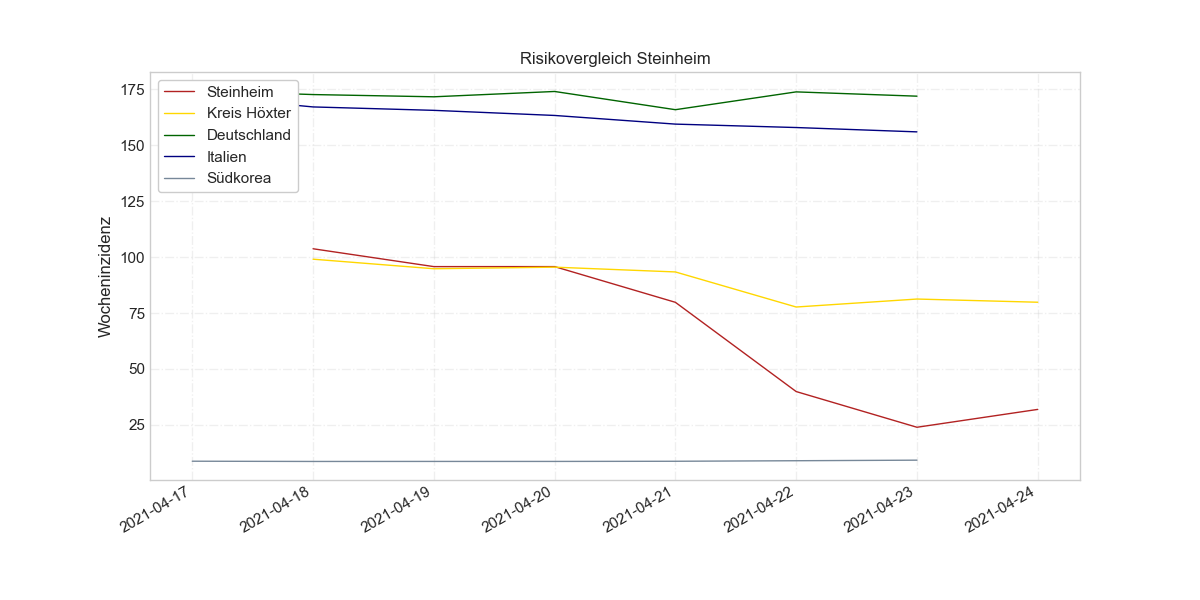 Risikovergleich Steinheim
Steinheim
Kreis Höxter
Deutschland
Italien
Südkorea
Wocheninzidenz
175
150
125
100
75
50
25
2021-04-17
2021-04-18
2021-04-19
2021-04-20
2021-04-21
2021-04-22
2021-04-23
2021-04-24